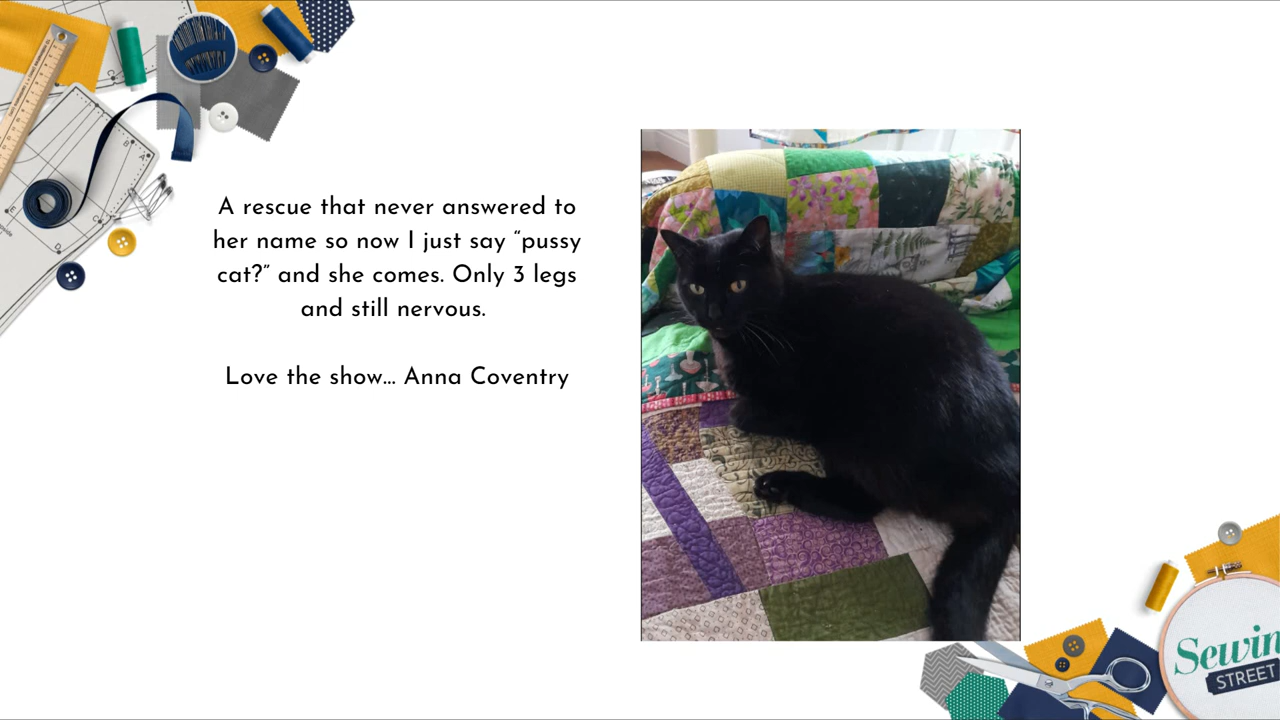 A rescue that never answered to
her name so now I just say “pussy
cat?” and she comes. Only 3 legs
and still nervous.
Love the show... Anna Coventry
STREET